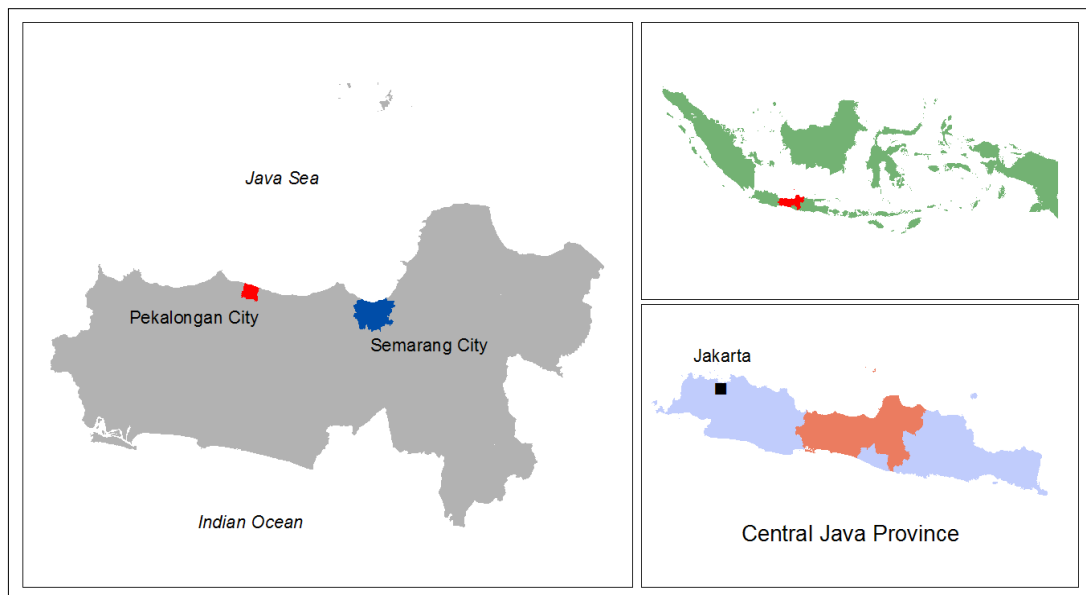 Java Sea
Pekalongan City
Semarang City
Indian Ocean
Jakarta
Central Java Province